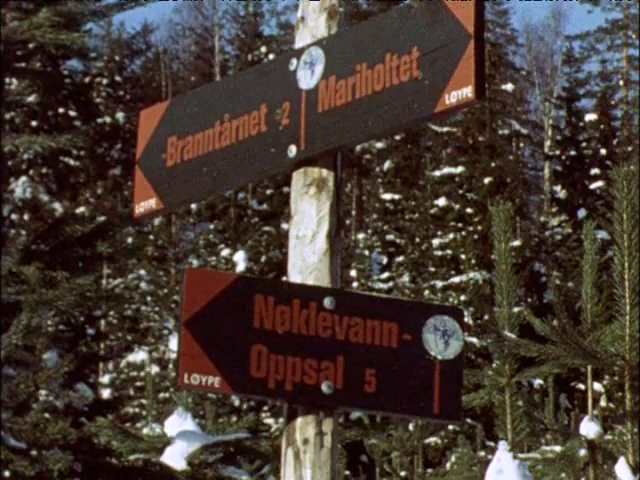 Branntårnet 2 Mariholtet
LØYPE LØYPE
Nøklevann-
Oppsal 5
LØYPE